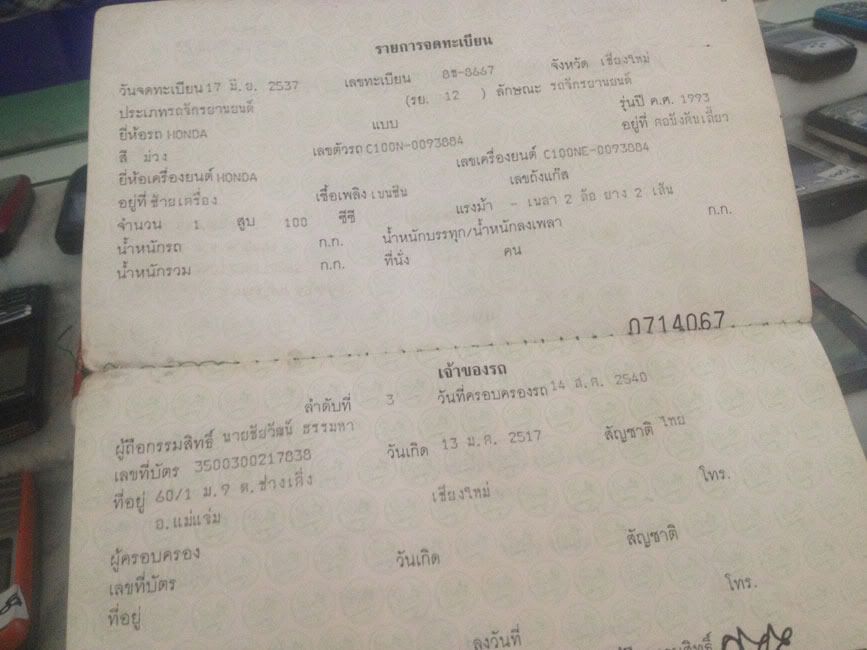 รายการจดทะเบียน
วันจดทะเบียน 17 มิ.ย. 2537 เลขทะเบียน 8ช-8667 จังหวัด เชียงใหม่
ประเภทรถจักรยานยนต์ (รย. 12 ) ลักษณะ รถจักรยานยนต์
ยี่ห้อรถ HONDA แบบ รุ่นปี ค.ศ. 1993
สี ม่วง เลขตัวรถ C100N-0093884 อยู่ที่ คอบังคับเลี้ยว
ยี่ห้อเครื่องยนต์ HONDA เลขเครื่องยนต์ C100NE-0093884
อยู่ที่ ซ้ายเครื่อง เชื้อเพลิง เบนซิน เลขถังแก๊ส
จำนวน 1 สูบ 100 ซีซี แรงม้า - เพลา 2 ล้อ ยาง 2 เส้น
น้ำหนักรถ ก.ก. น้ำหนักบรรทุก/น้ำหนักลงเพลา ก.ก.
น้ำหนักรวม ก.ก. ที่นั่ง คน
0714067
เจ้าของรถ
ลำดับที่ 3 วันที่ครอบครองรถ 14 ส.ค. 2540
ผู้ถือกรรมสิทธิ์ นายชัยวัฒน์ ธรรมหา
เลขที่บัตร 3500300217838 วันเกิด 13 ม.ค. 2517 สัญชาติ ไทย
ที่อยู่ 60/1 ม.9 ต.ช่างเคิ่ง
อ.แม่แจ่ม เชียงใหม่ โทร.
ผู้ครอบครอง
เลขที่บัตร วันเกิด สัญชาติ
ที่อยู่ โทร.
ลงวันที่